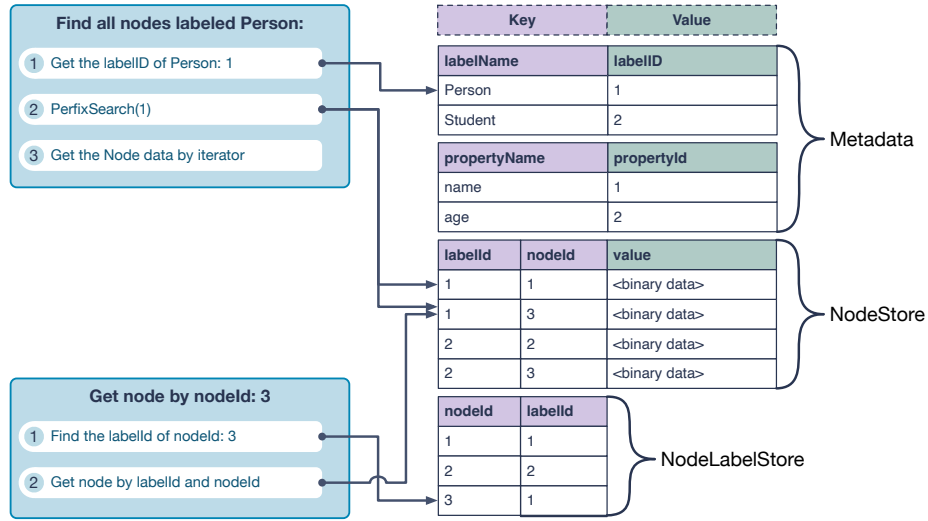 Find all nodes labeled Person:
1 Get the labelID of Person: 1
2 PerfixSearch(1)
3 Get the Node data by iterator
Key Value
labelName labelID
Person 1
Student 2
propertyName propertyId
name 1
age 2
Metadata
labelId nodeId value
1 1 <binary data>
1 3 <binary data>
2 2 <binary data>
2 3 <binary data>
NodeStore
Get node by nodeId: 3
1 Find the labelId of nodeId: 3
2 Get node by labelId and nodeId
nodeId labelId
1 1
2 2
3 1
NodeLabelStore